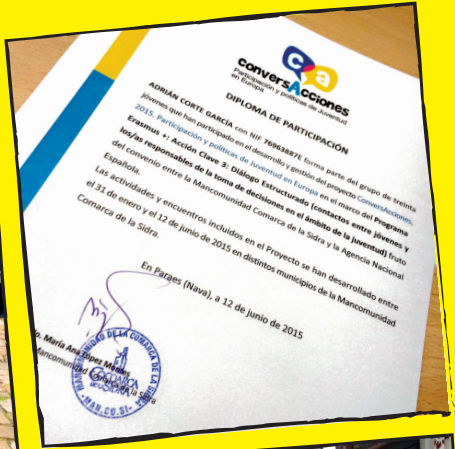 conversAcciones
Participación y políticas de Juventud
en Europa
DIPLOMA DE PARTICIPACIÓN
ADRIÁN CORTE GARCÍA con NIF 76963887E forma parte del grupo de treinta
jóvenes que han participado en el desarrollo y gestión del proyecto ConversAcciones.
2015. Participación y políticas de Juventud en Europa en el marco del Programa
Erasmus +: Acción Clave 3: Diálogo Estructurado (contactos entre jóvenes y
los/as responsables de la toma de decisiones en el ámbito de la juventud) fruto
del convenio entre la Mancomunidad Comarca de la Sidra y la Agencia Nacional
Española.
Las actividades y encuentros incluidos en el Proyecto se han desarrollado entre
el 31 de enero y el 12 de junio de 2015 en distintos municipios de la Mancomunidad
Comarca de la Sidra.
En Paraes (Nava), a 12 de junio de 2015
María Ana López Montes
Mancomunidad Comarca de la Sidra
MANCOMUNIDAD DE LA COMARCA DE LA SIDRA
COMARCA
MAN.CO.SI